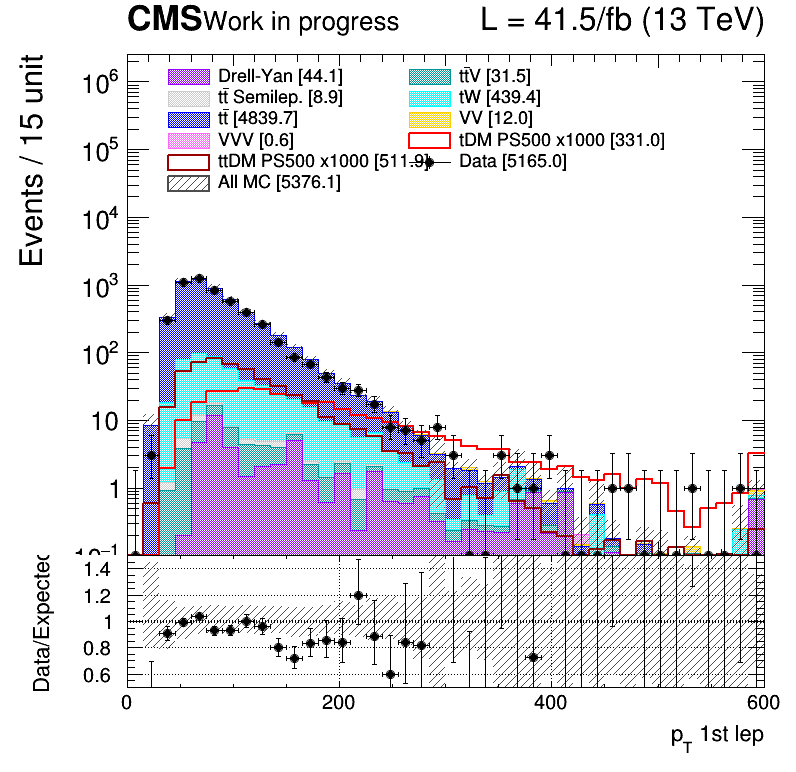 CMS Work in progress L = 41.5/fb (13 TeV)
Events / 15 unit
Drell-Yan [44.1] tt̄V [31.5]
tt̄ Semilep. [8.9] tW [439.4]
tt̄ [4839.7] VV [12.0]
VVV [0.6] tDM PS500 x1000 [331.0]
ttDM PS500 x1000 [511.9] Data [5165.0]
All MC [5376.1]
10⁶
10⁵
10⁴
10³
10²
10
1
10⁻¹
Data/Expected
1.4
1.2
1
0.8
0.6
0 200 400 600
p_T 1st lep